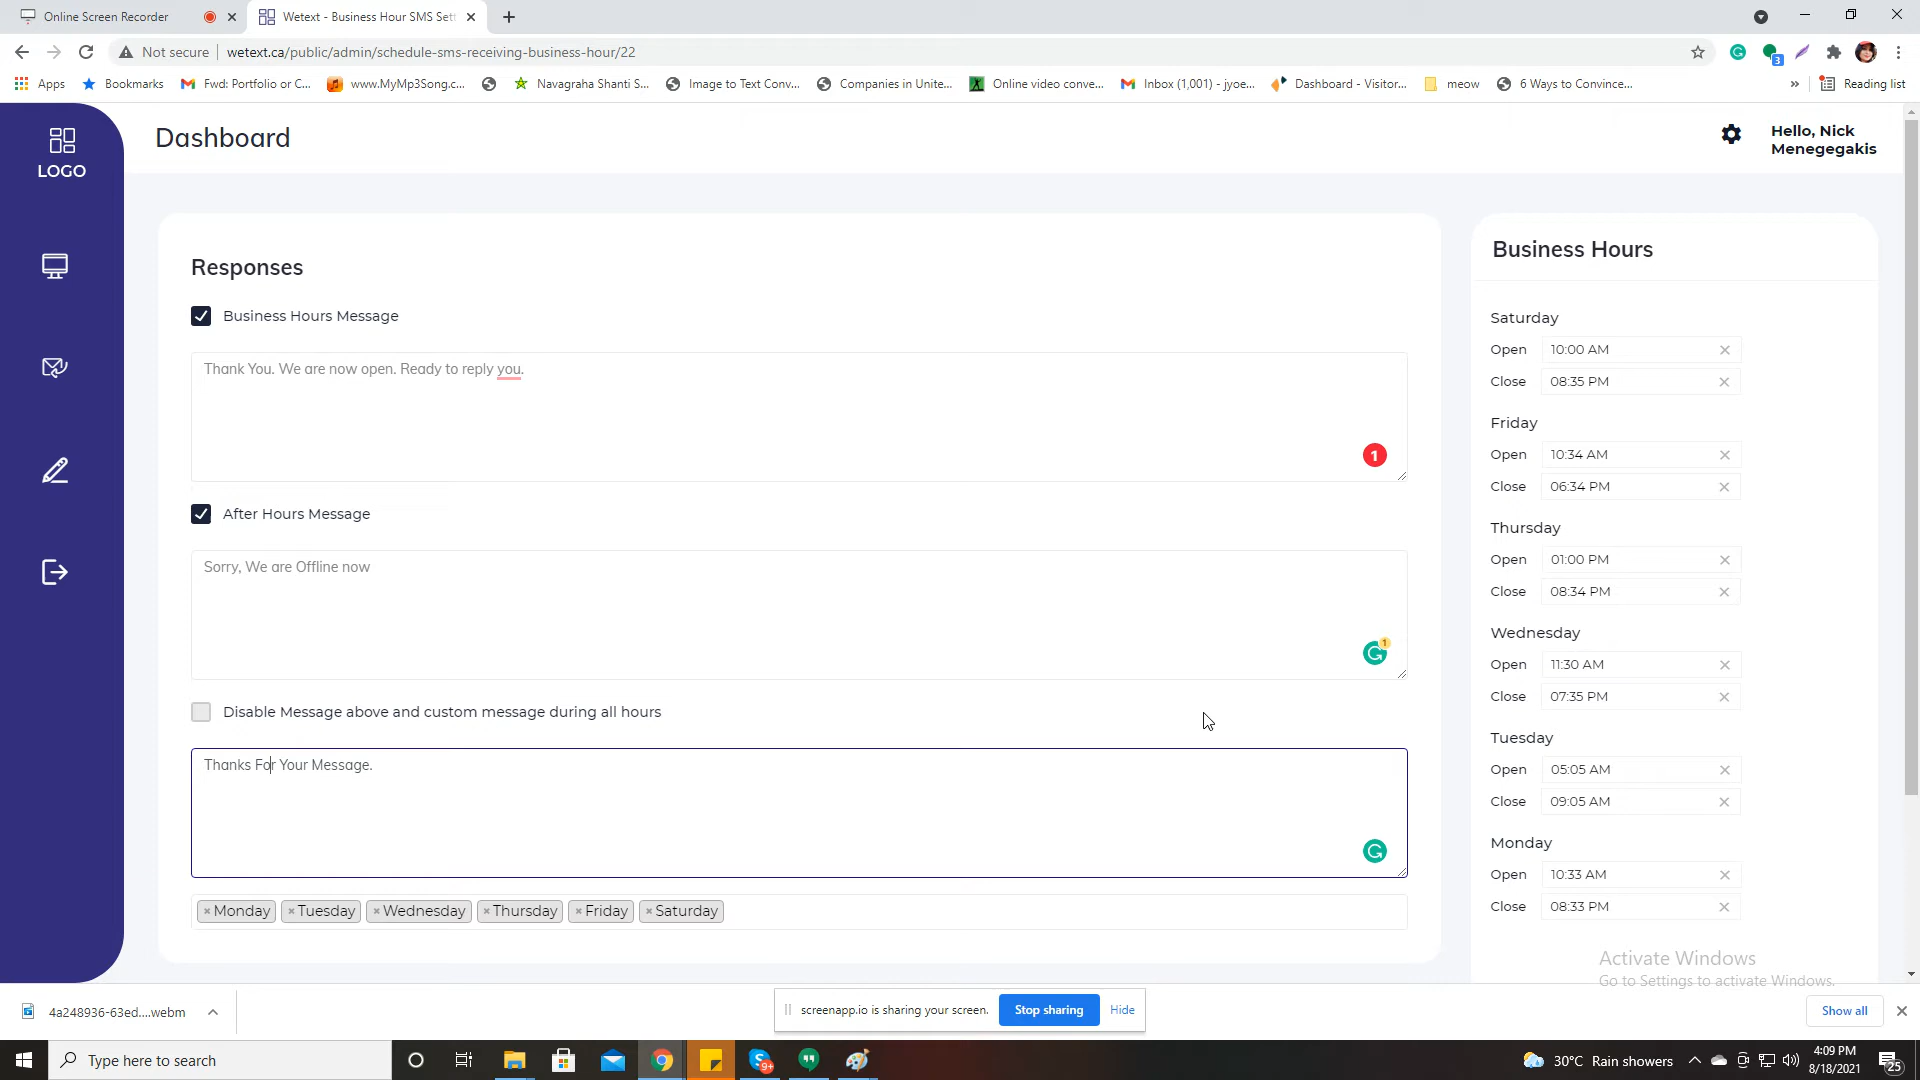 Online Screen Recorder
Wetext - Business Hour SMS Sett
Not secure
wetext.ca/public/admin/schedule-sms-receiving-business-hour/22
3
Apps
Bookmarks
Fwd: Portfolio or C...
www.MyMp3Song.c...
Navagraha Shanti S...
Image to Text Conv...
Companies in Unite...
Online video conve...
Inbox (1,001) - jyoe...
Dashboard - Visitor...
meow
6 Ways to Convince...
»
Reading list
LOGO
Dashboard
Hello, Nick
Menegegakis
Responses
Business Hours Message
Thank You. We are now open. Ready to reply you.
1
After Hours Message
Sorry, We are Offline now
1
Disable Message above and custom message during all hours
Thanks For Your Message.
× Monday × Tuesday × Wednesday × Thursday × Friday × Saturday
Business Hours
Saturday
Open 10:00 AM ×
Close 08:35 PM ×
Friday
Open 10:34 AM ×
Close 06:34 PM ×
Thursday
Open 01:00 PM ×
Close 08:34 PM ×
Wednesday
Open 11:30 AM ×
Close 07:35 PM ×
Tuesday
Open 05:05 AM ×
Close 09:05 AM ×
Monday
Open 10:33 AM ×
Close 08:33 PM ×
Activate Windows
Go to Settings to activate Windows.
4a248936-63ed....webm
screenapp.io is sharing your screen.
Stop sharing
Hide
Show all
Type here to search
9+
30°C Rain showers
4:09 PM
8/18/2021
25